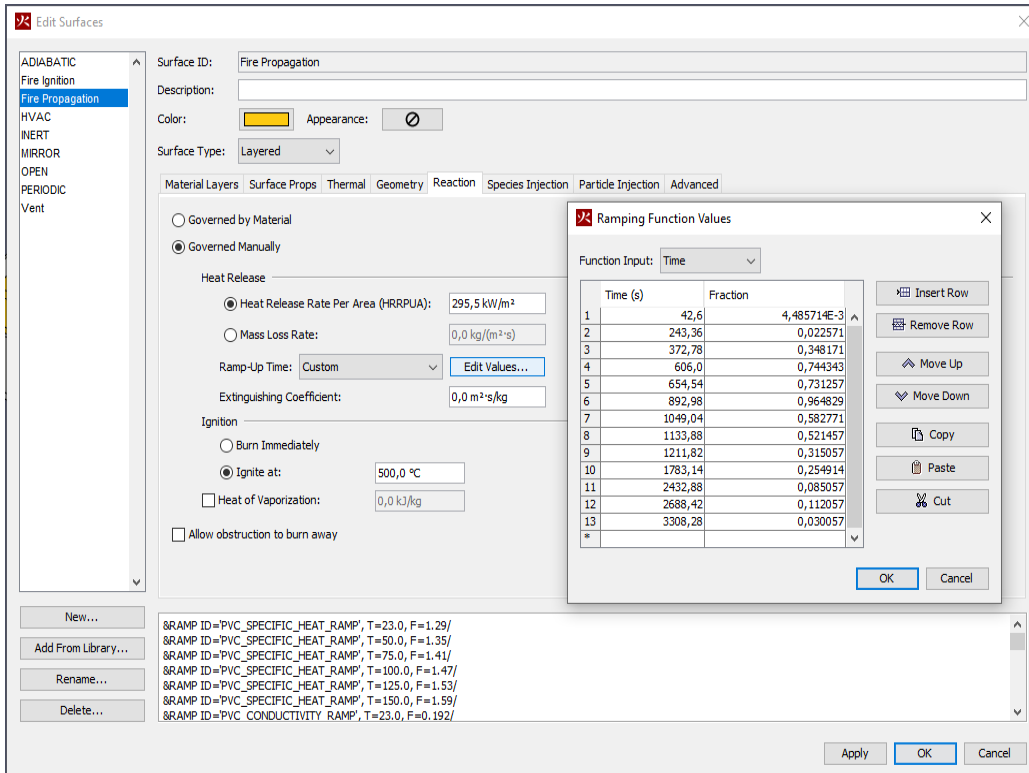 火 Edit Surfaces
ADIABATIC
Fire Ignition
Fire Propagation
HVAC
INERT
MIRROR
OPEN
PERIODIC
Vent
Surface ID: Fire Propagation
Description:
Color: Appearance:
Surface Type: Layered
Material Layers Surface Props Thermal Geometry Reaction Species Injection Particle Injection Advanced
Governed by Material
Governed Manually
Heat Release
Heat Release Rate Per Area (HRRPUA): 295,5 kW/m²
Mass Loss Rate: 0,0 kg/(m²·s)
Ramp-Up Time: Custom Edit Values...
Extinguishing Coefficient: 0,0 m²·s/kg
Ignition
Burn Immediately
Ignite at: 500,0 °C
Heat of Vaporization: 0,0 kJ/kg
Allow obstruction to burn away
火 Ramping Function Values
Function Input: Time
Time (s) Fraction
1 42,6 4,485714E-3
2 243,36 0,022571
3 372,78 0,348171
4 606,0 0,744343
5 654,54 0,731257
6 892,98 0,964829
7 1049,04 0,582771
8 1133,88 0,521457
9 1211,82 0,315057
10 1783,14 0,254914
11 2432,88 0,085057
12 2688,42 0,112057
13 3308,28 0,030057
*
Insert Row
Remove Row
Move Up
Move Down
Copy
Paste
Cut
OK Cancel
New...
Add From Library...
Rename...
Delete...
&RAMP ID='PVC_SPECIFIC_HEAT_RAMP', T=23.0, F=1.29/
&RAMP ID='PVC_SPECIFIC_HEAT_RAMP', T=50.0, F=1.35/
&RAMP ID='PVC_SPECIFIC_HEAT_RAMP', T=75.0, F=1.41/
&RAMP ID='PVC_SPECIFIC_HEAT_RAMP', T=100.0, F=1.47/
&RAMP ID='PVC_SPECIFIC_HEAT_RAMP', T=125.0, F=1.53/
&RAMP ID='PVC_SPECIFIC_HEAT_RAMP', T=150.0, F=1.59/
&RAMP ID='PVC_CONDUCTIVITY_RAMP', T=23.0, F=0.192/
Apply OK Cancel